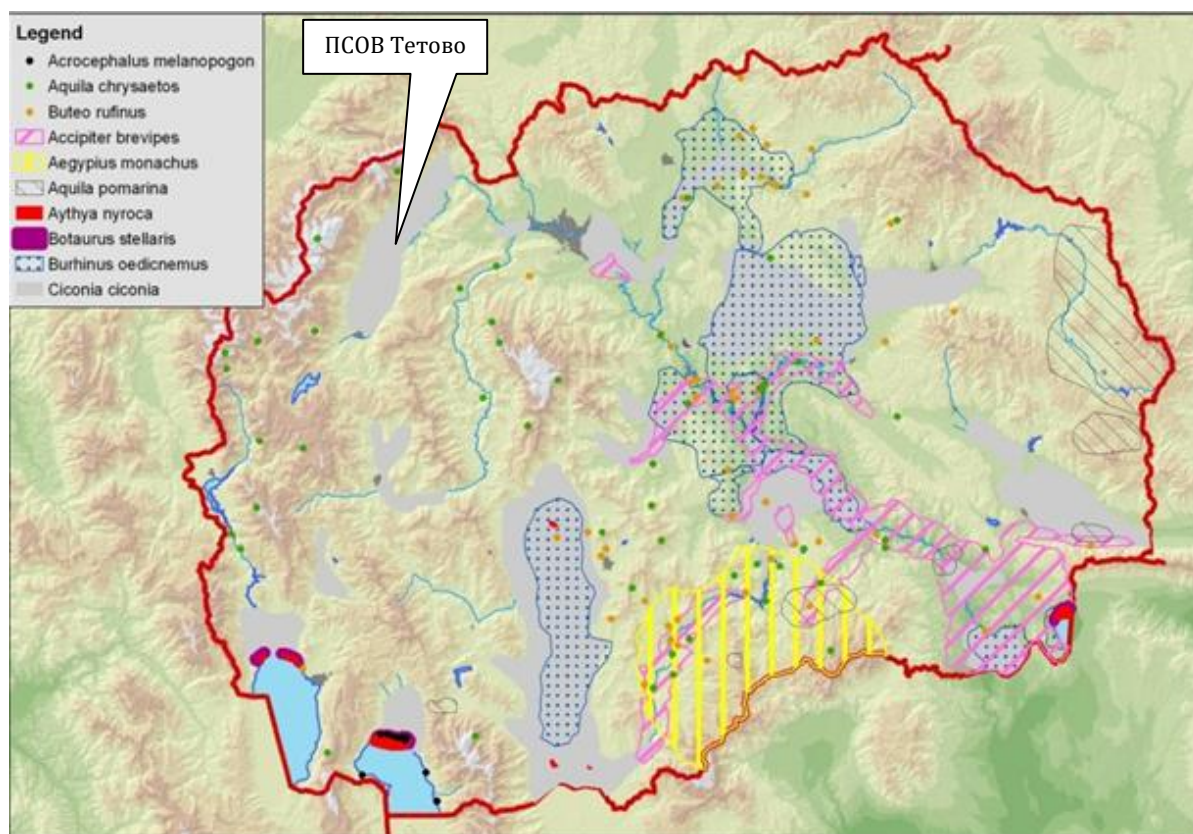 Legend
Acrocephalus melanopogon
Aquila chrysaetos
Buteo rufinus
Accipiter brevipes
Aegypius monachus
Aquila pomarina
Aythya nyroca
Botaurus stellaris
Burhinus oedicnemus
Ciconia ciconia
ПСОВ Тетово